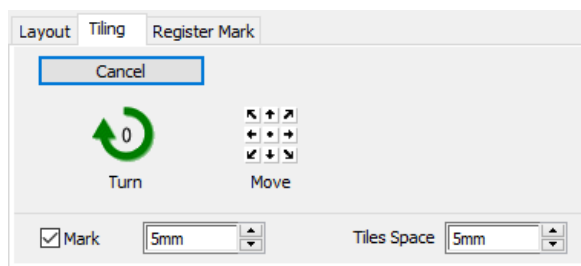 Layout Tiling Register Mark
Cancel
0
Turn Move
Mark 5mm Tiles Space 5mm